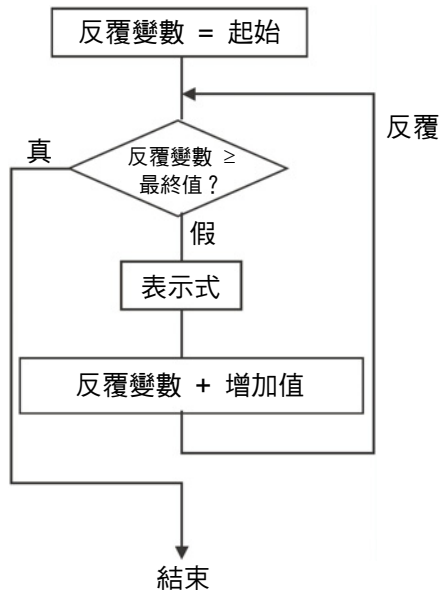 反覆變數 = 起始
反覆
真
反覆變數 ≥
最終值？
假
表示式
反覆變數 + 增加值
結束